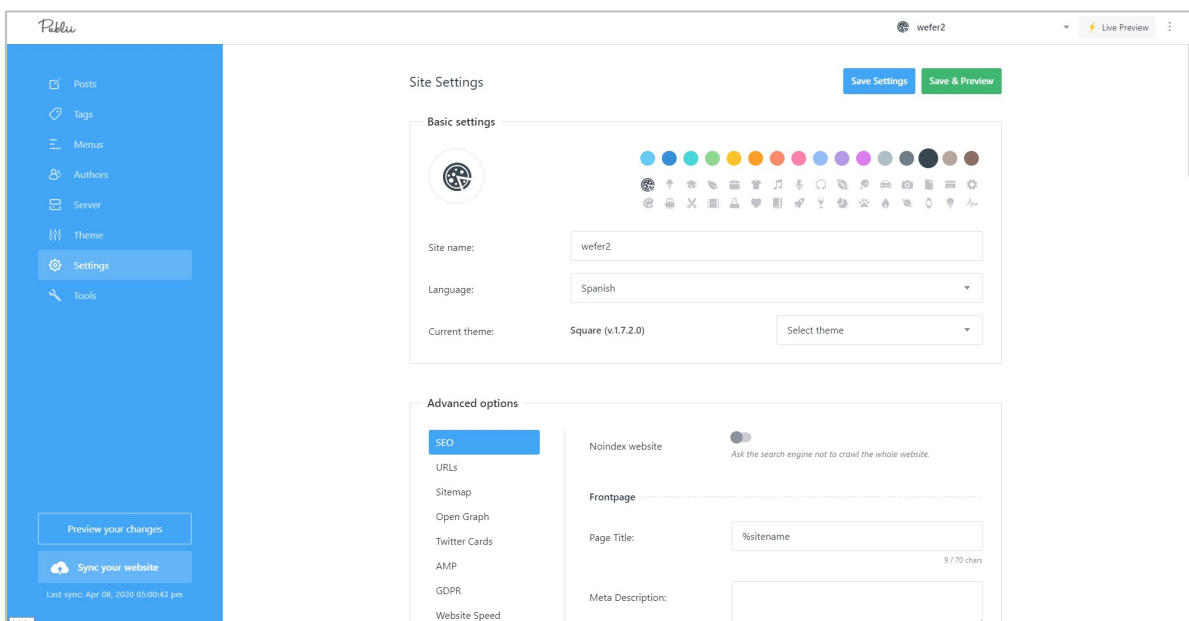 Publii
wefer2
Live Preview
Posts
Tags
Menus
Authors
Server
Theme
Settings
Tools
Preview your changes
Sync your website
Last sync: Apr 08, 2020 05:00:43 pm
Site Settings
Save Settings
Save & Preview
Basic settings
Site name:
wefer2
Language:
Spanish
Current theme:
Square (v.1.7.2.0)
Select theme
Advanced options
SEO
URLs
Sitemap
Open Graph
Twitter Cards
AMP
GDPR
Website Speed
Noindex website
Ask the search engine not to crawl the whole website.
Frontpage
Page Title:
%sitename
9 / 70 chars
Meta Description: